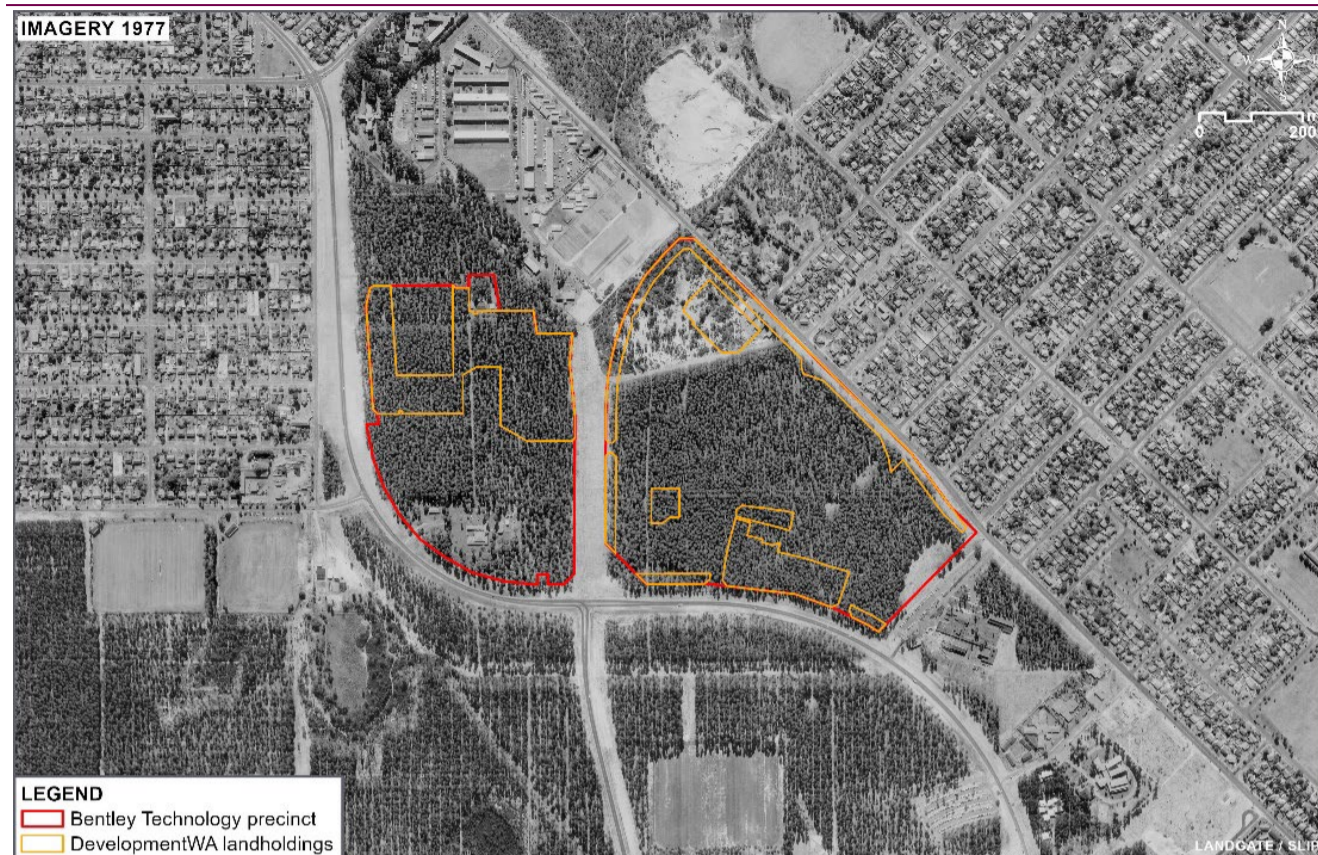 IMAGERY 1977
N
W
m
0 200
LEGEND
Bentley Technology precinct
DevelopmentWA landholdings
LANDGATE / SLIP